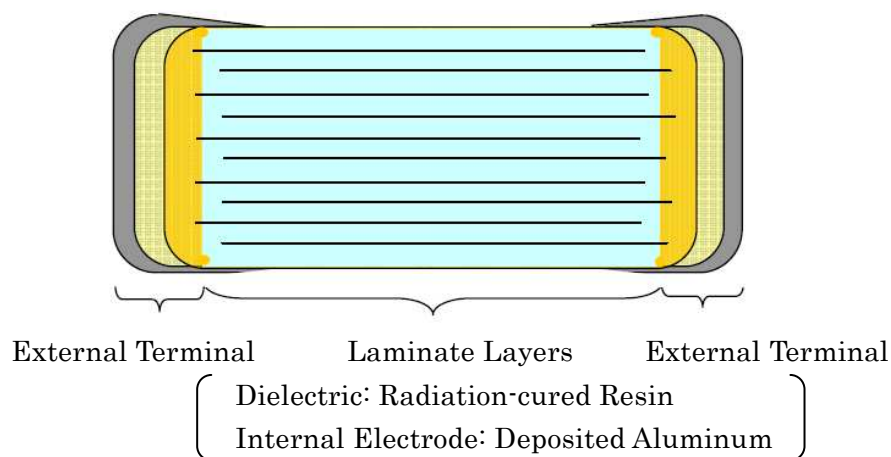 External Terminal Laminate Layers External Terminal
Dielectric: Radiation-cured Resin
Internal Electrode: Deposited Aluminum